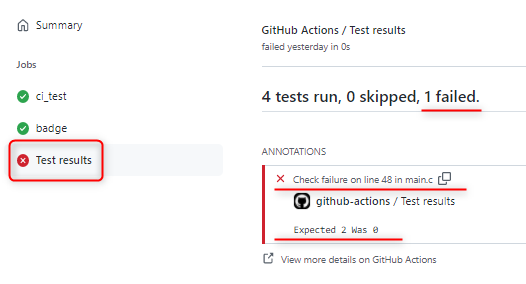 Summary
Jobs
ci_test
badge
Test results
GitHub Actions / Test results
failed yesterday in 0s
4 tests run, 0 skipped, 1 failed.
ANNOTATIONS
Check failure on line 48 in main.c
github-actions / Test results
Expected 2 Was 0
View more details on GitHub Actions